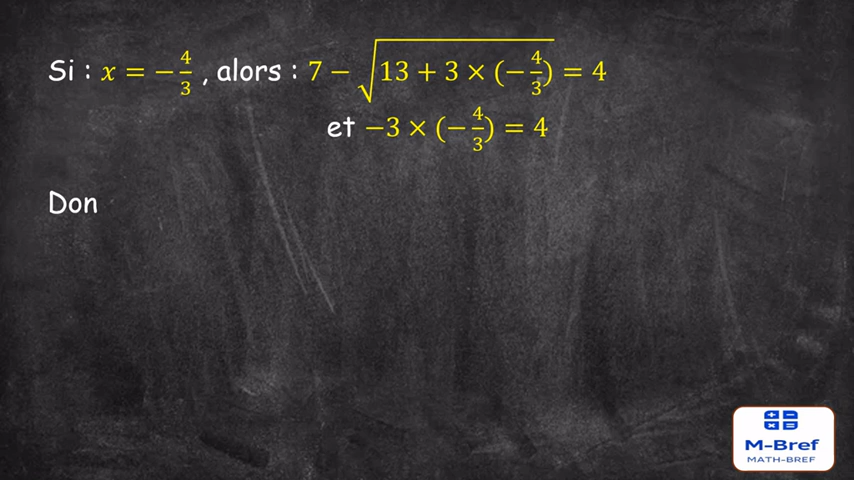 Si : x = −4/3 , alors : 7 − √(13 + 3 × (−4/3)) = 4
et −3 × (−4/3) = 4
Don
M-Bref
MATH-BREF